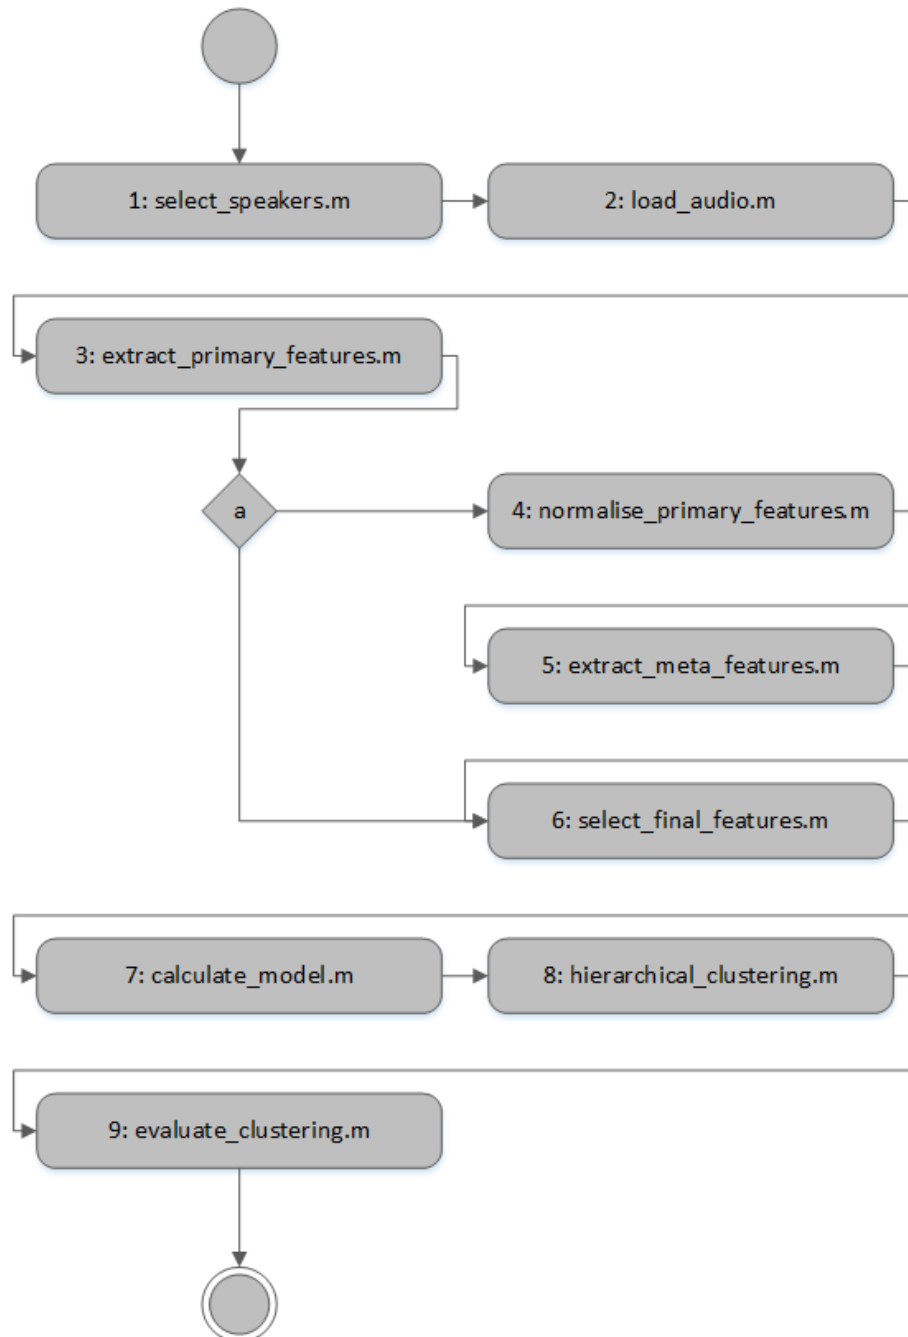 1: select_speakers.m
2: load_audio.m
3: extract_primary_features.m
a
4: normalise_primary_features.m
5: extract_meta_features.m
6: select_final_features.m
7: calculate_model.m
8: hierarchical_clustering.m
9: evaluate_clustering.m